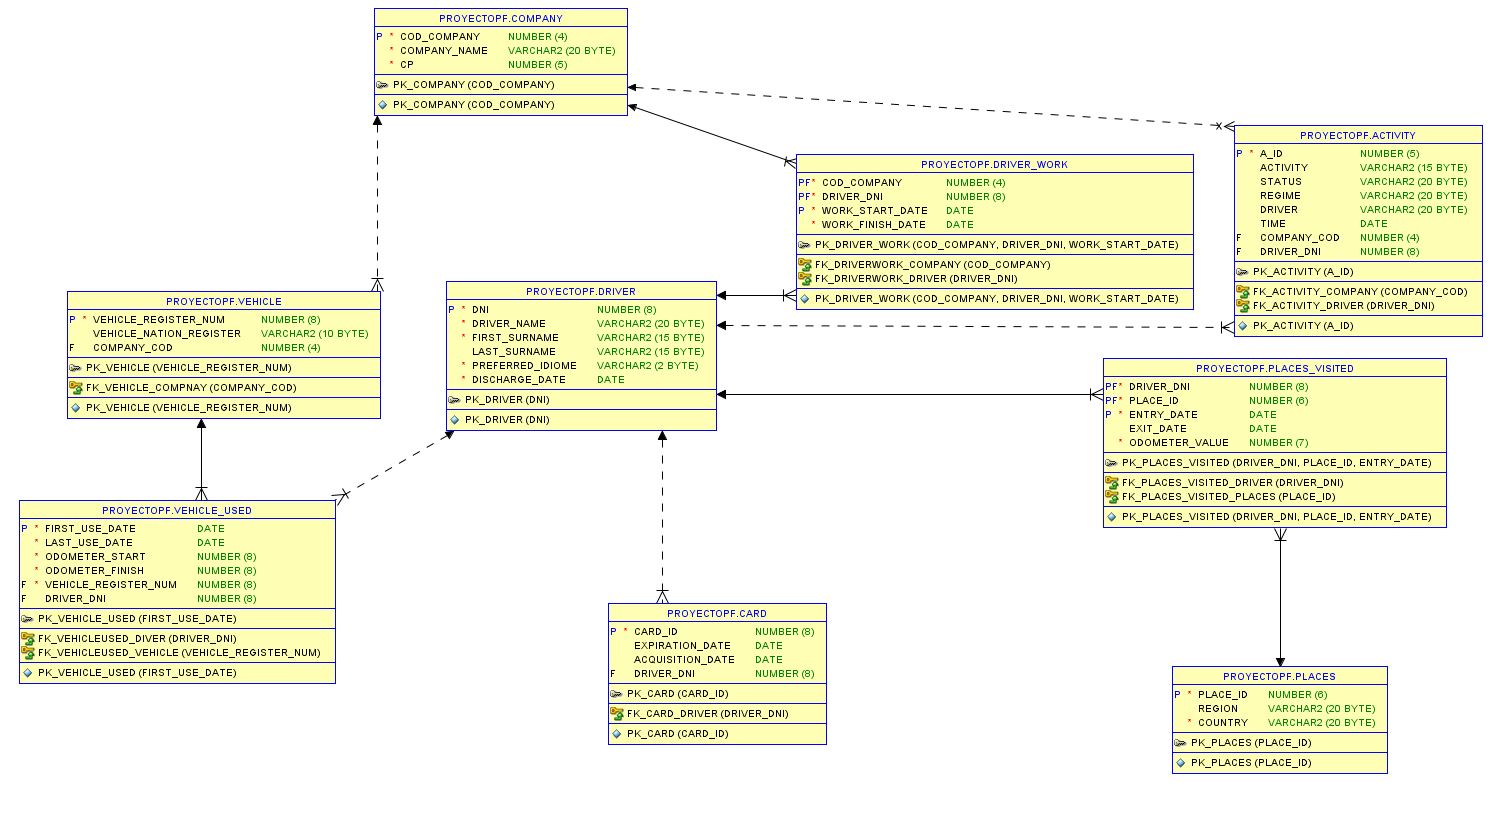 PROYECTOPF.COMPANY
P * COD_COMPANY NUMBER (4)
* COMPANY_NAME VARCHAR2 (20 BYTE)
* CP NUMBER (5)
PK_COMPANY (COD_COMPANY)
PK_COMPANY (COD_COMPANY)
PROYECTOPF.ACTIVITY
P * A_ID NUMBER (5)
ACTIVITY VARCHAR2 (15 BYTE)
STATUS VARCHAR2 (20 BYTE)
REGIME VARCHAR2 (20 BYTE)
DRIVER VARCHAR2 (20 BYTE)
TIME DATE
F COMPANY_COD NUMBER (4)
F DRIVER_DNI NUMBER (8)
PK_ACTIVITY (A_ID)
FK_ACTIVITY_COMPANY (COMPANY_COD)
FK_ACTIVITY_DRIVER (DRIVER_DNI)
PK_ACTIVITY (A_ID)
PROYECTOPF.DRIVER_WORK
PF* COD_COMPANY NUMBER (4)
PF* DRIVER_DNI NUMBER (8)
P * WORK_START_DATE DATE
* WORK_FINISH_DATE DATE
PK_DRIVER_WORK (COD_COMPANY, DRIVER_DNI, WORK_START_DATE)
FK_DRIVERWORK_COMPANY (COD_COMPANY)
FK_DRIVERWORK_DRIVER (DRIVER_DNI)
PK_DRIVER_WORK (COD_COMPANY, DRIVER_DNI, WORK_START_DATE)
PROYECTOPF.VEHICLE
P * VEHICLE_REGISTER_NUM NUMBER (8)
VEHICLE_NATION_REGISTER VARCHAR2 (10 BYTE)
F COMPANY_COD NUMBER (4)
PK_VEHICLE (VEHICLE_REGISTER_NUM)
FK_VEHICLE_COMPNAY (COMPANY_COD)
PK_VEHICLE (VEHICLE_REGISTER_NUM)
PROYECTOPF.DRIVER
P * DNI NUMBER (8)
* DRIVER_NAME VARCHAR2 (20 BYTE)
* FIRST_SURNAME VARCHAR2 (15 BYTE)
LAST_SURNAME VARCHAR2 (15 BYTE)
* PREFERRED_IDIOME VARCHAR2 (2 BYTE)
* DISCHARGE_DATE DATE
PK_DRIVER (DNI)
PK_DRIVER (DNI)
PROYECTOPF.PLACES_VISITED
PF* DRIVER_DNI NUMBER (8)
PF* PLACE_ID NUMBER (6)
P * ENTRY_DATE DATE
EXIT_DATE DATE
* ODOMETER_VALUE NUMBER (7)
PK_PLACES_VISITED (DRIVER_DNI, PLACE_ID, ENTRY_DATE)
FK_PLACES_VISITED_DRIVER (DRIVER_DNI)
FK_PLACES_VISITED_PLACES (PLACE_ID)
PK_PLACES_VISITED (DRIVER_DNI, PLACE_ID, ENTRY_DATE)
PROYECTOPF.VEHICLE_USED
P * FIRST_USE_DATE DATE
* LAST_USE_DATE DATE
* ODOMETER_START NUMBER (8)
* ODOMETER_FINISH NUMBER (8)
F * VEHICLE_REGISTER_NUM NUMBER (8)
F DRIVER_DNI NUMBER (8)
PK_VEHICLE_USED (FIRST_USE_DATE)
FK_VEHICLEUSED_DIVER (DRIVER_DNI)
FK_VEHICLEUSED_VEHICLE (VEHICLE_REGISTER_NUM)
PK_VEHICLE_USED (FIRST_USE_DATE)
PROYECTOPF.CARD
P * CARD_ID NUMBER (8)
EXPIRATION_DATE DATE
ACQUISITION_DATE DATE
F DRIVER_DNI NUMBER (8)
PK_CARD (CARD_ID)
FK_CARD_DRIVER (DRIVER_DNI)
PK_CARD (CARD_ID)
PROYECTOPF.PLACES
P * PLACE_ID NUMBER (6)
REGION VARCHAR2 (20 BYTE)
* COUNTRY VARCHAR2 (20 BYTE)
PK_PLACES (PLACE_ID)
PK_PLACES (PLACE_ID)